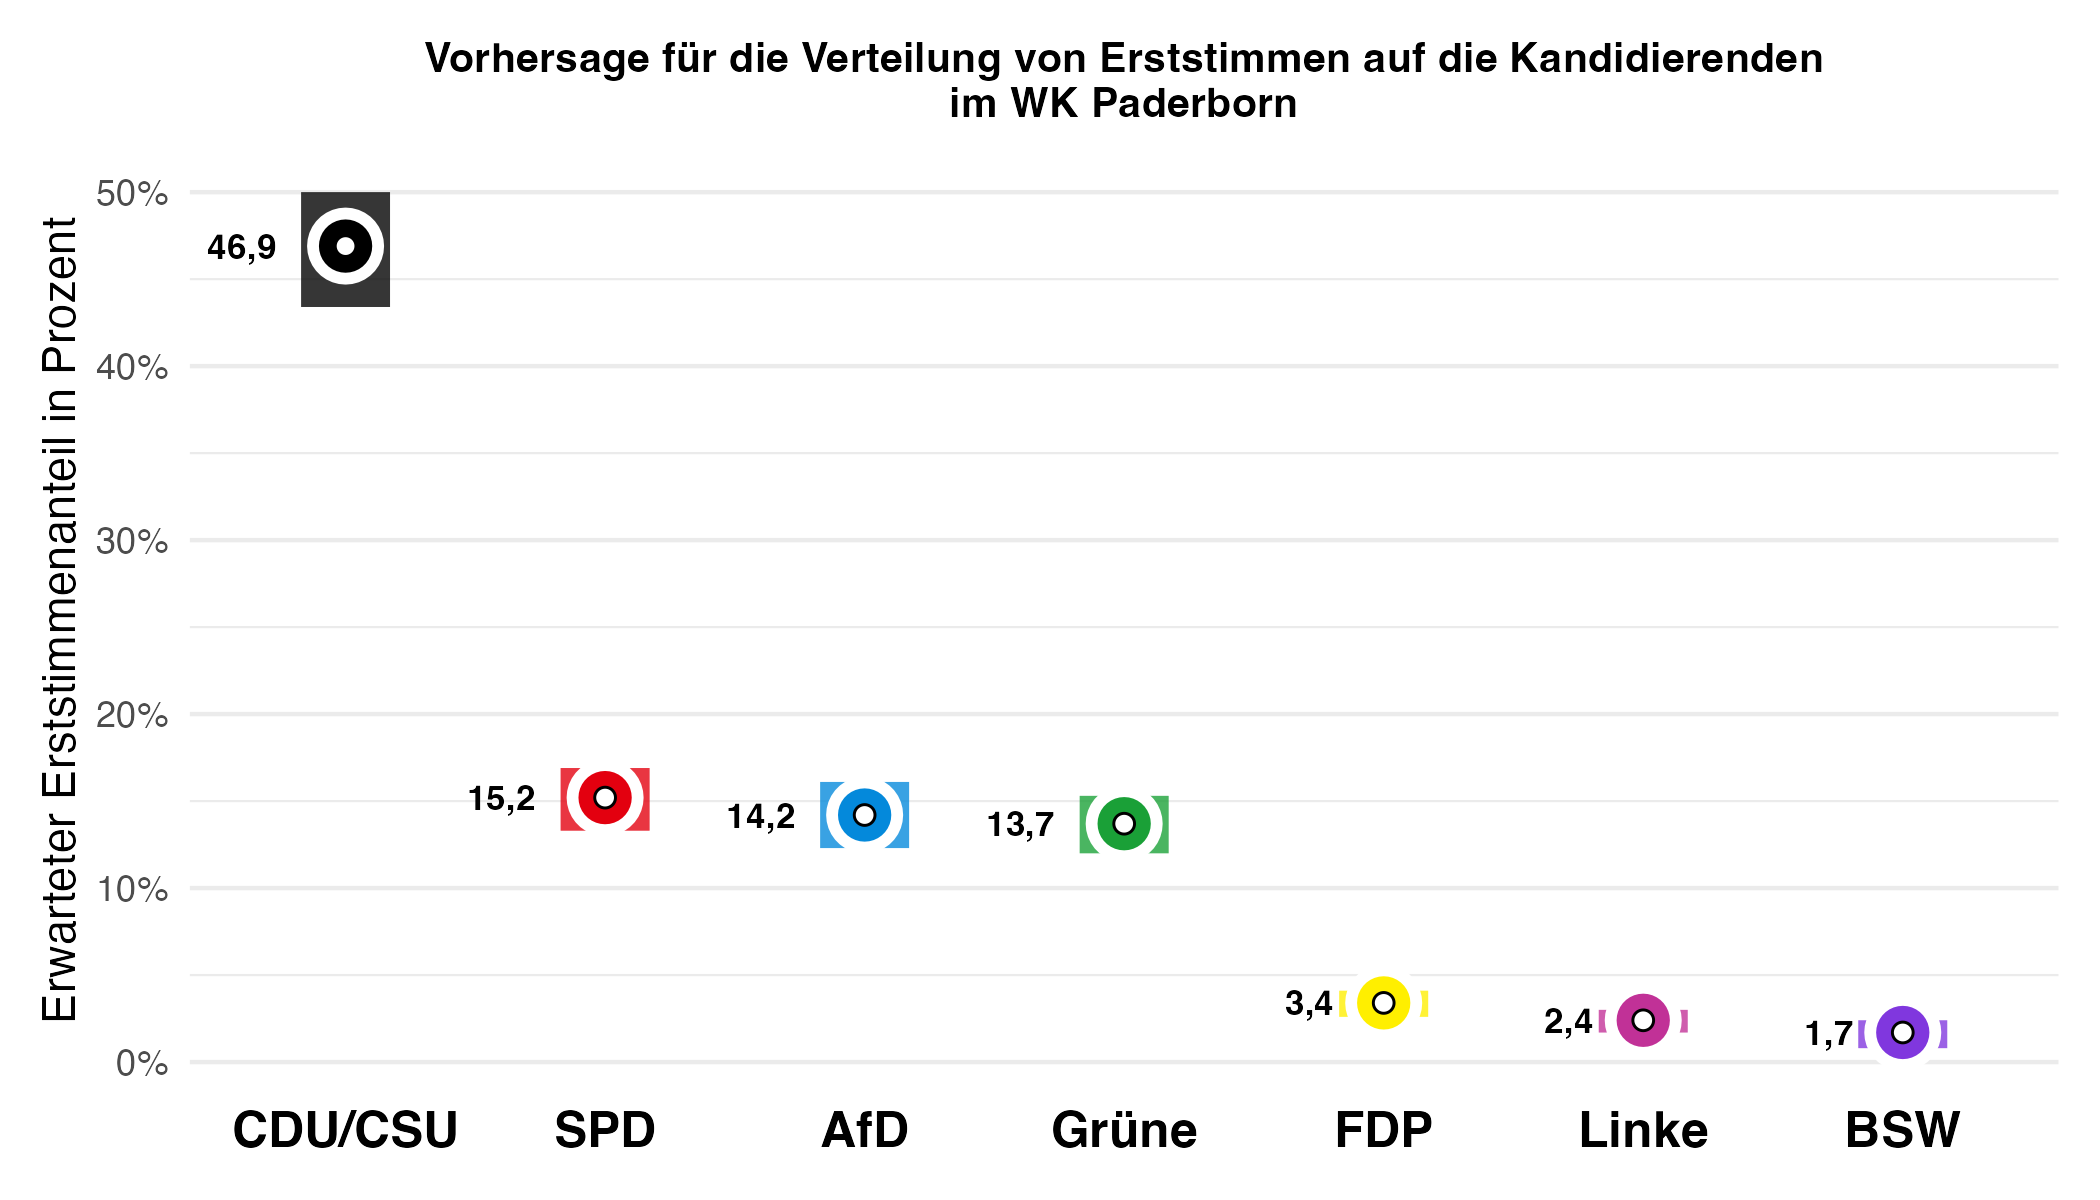 Vorhersage für die Verteilung von Erststimmen auf die Kandidierenden
im WK Paderborn
Erwarteter Erststimmenanteil in Prozent
50%
40%
30%
20%
10%
0%
46,9
15,2
14,2
13,7
3,4
2,4
1,7
CDU/CSU
SPD
AfD
Grüne
FDP
Linke
BSW